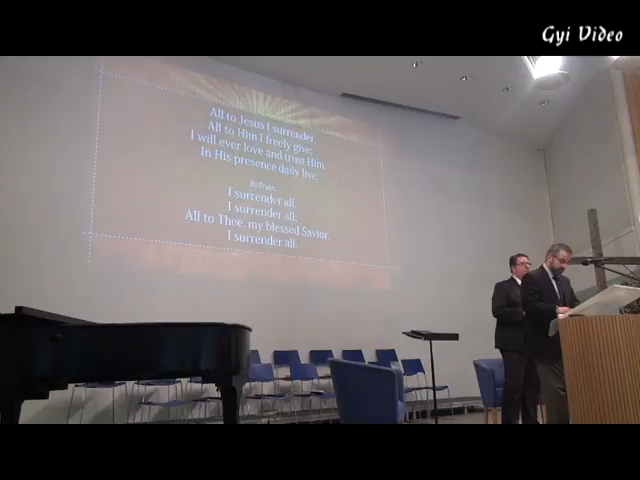 Gyi Video
All to Jesus I surrender,
All to Him I freely give;
I will ever love and trust Him,
In His presence daily live.
Refrain
I surrender all,
I surrender all;
All to Thee, my blessed Savior,
I surrender all.